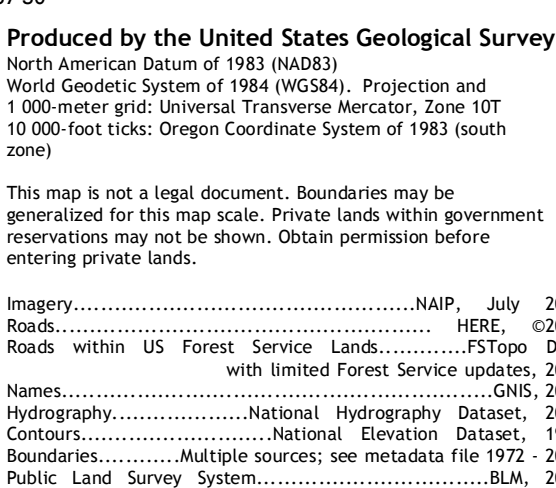 Produced by the United States Geological Survey
North American Datum of 1983 (NAD83)
World Geodetic System of 1984 (WGS84). Projection and
1 000-meter grid: Universal Transverse Mercator, Zone 10T
10 000-foot ticks: Oregon Coordinate System of 1983 (south
zone)
This map is not a legal document. Boundaries may be
generalized for this map scale. Private lands within government
reservations may not be shown. Obtain permission before
entering private lands.
Imagery..................................................NAIP, July
Roads....................................................... HERE,
Roads within US Forest Service Lands.............FSTopo
with limited Forest Service updates,
Names...............................................................GNIS,
Hydrography....................National Hydrography Dataset,
Contours............................National Elevation Dataset,
Boundaries............Multiple sources; see metadata file 1972 -
Public Land Survey System..................................BLM,